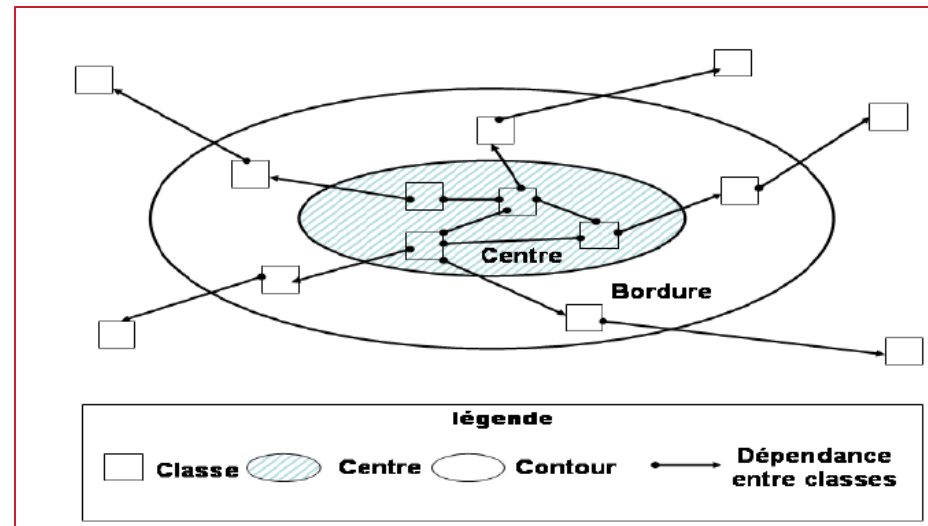 Centre
Bordure
légende
Classe
Centre
Contour
Dépendance
entre classes